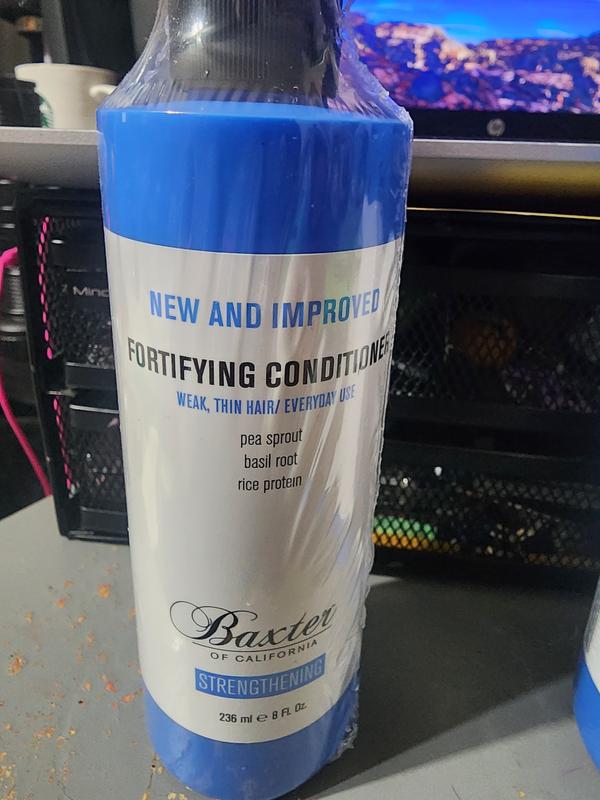 NEW AND IMPROVED
FORTIFYING CONDITIONER
WEAK, THIN HAIR/ EVERYDAY USE
pea sprout
basil root
rice protein
Baxter
OF CALIFORNIA
STRENGTHENING
236 ml ℮ 8 Fl. Oz.
hp